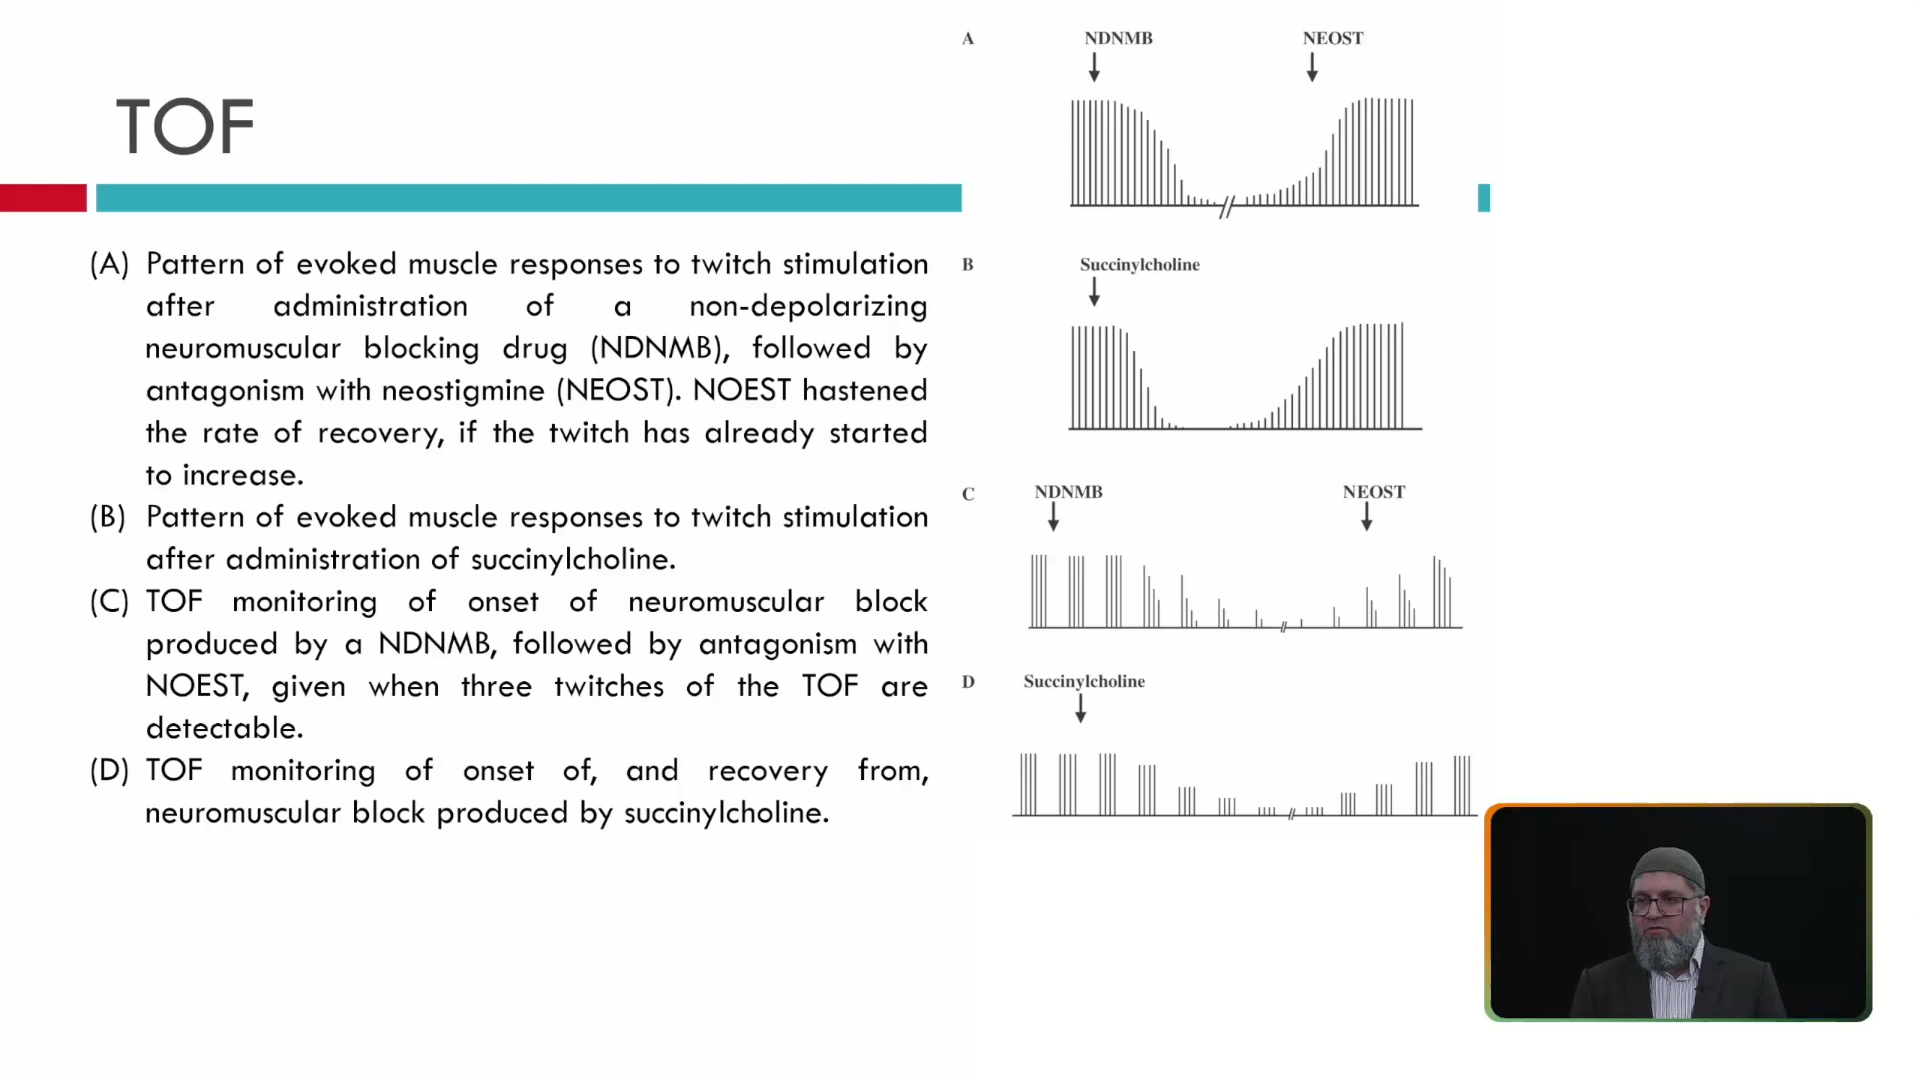 TOF
(A) Pattern of evoked muscle responses to twitch stimulation
after administration of a non-depolarizing
neuromuscular blocking drug (NDNMB), followed by
antagonism with neostigmine (NEOST). NOEST hastened
the rate of recovery, if the twitch has already started
to increase.
(B) Pattern of evoked muscle responses to twitch stimulation
after administration of succinylcholine.
(C) TOF monitoring of onset of neuromuscular block
produced by a NDNMB, followed by antagonism with
NOEST, given when three twitches of the TOF are
detectable.
(D) TOF monitoring of onset of, and recovery from,
neuromuscular block produced by succinylcholine.
A NDNMB NEOST
B Succinylcholine
C NDNMB NEOST
D Succinylcholine